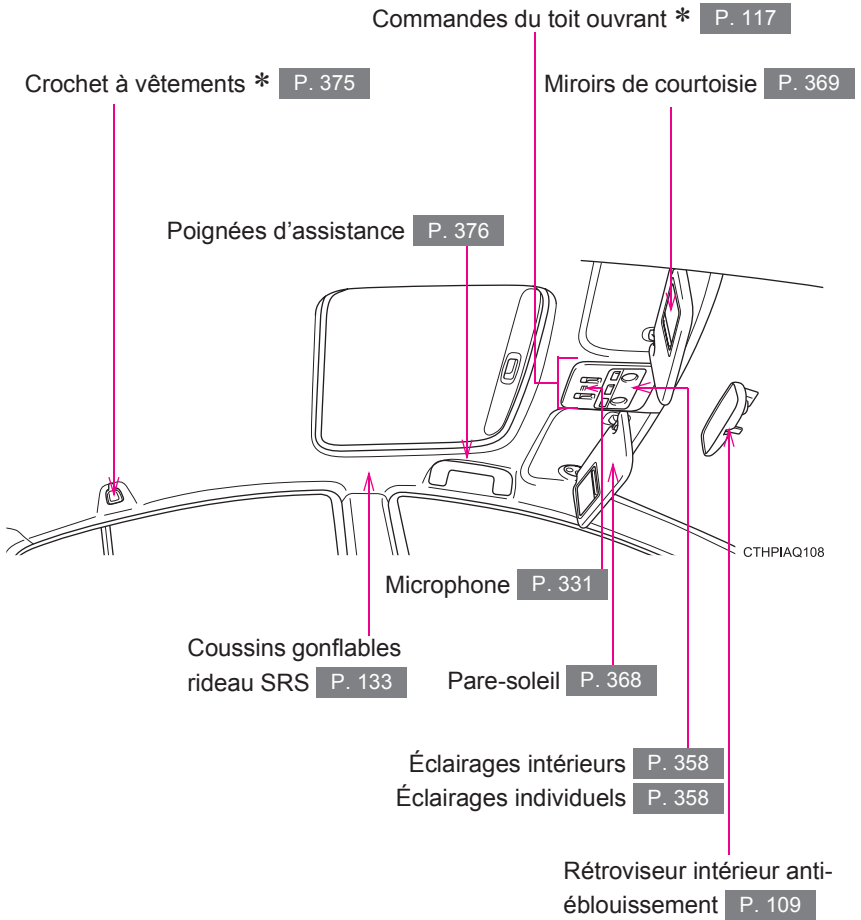 Commandes du toit ouvrant * P. 117
Crochet à vêtements * P. 375
Miroirs de courtoisie P. 369
Poignées d’assistance P. 376
CTHPIAQ108
Microphone P. 331
Coussins gonflables
rideau SRS P. 133
Pare-soleil P. 368
Éclairages intérieurs P. 358
Éclairages individuels P. 358
Rétroviseur intérieur anti-
éblouissement P. 109